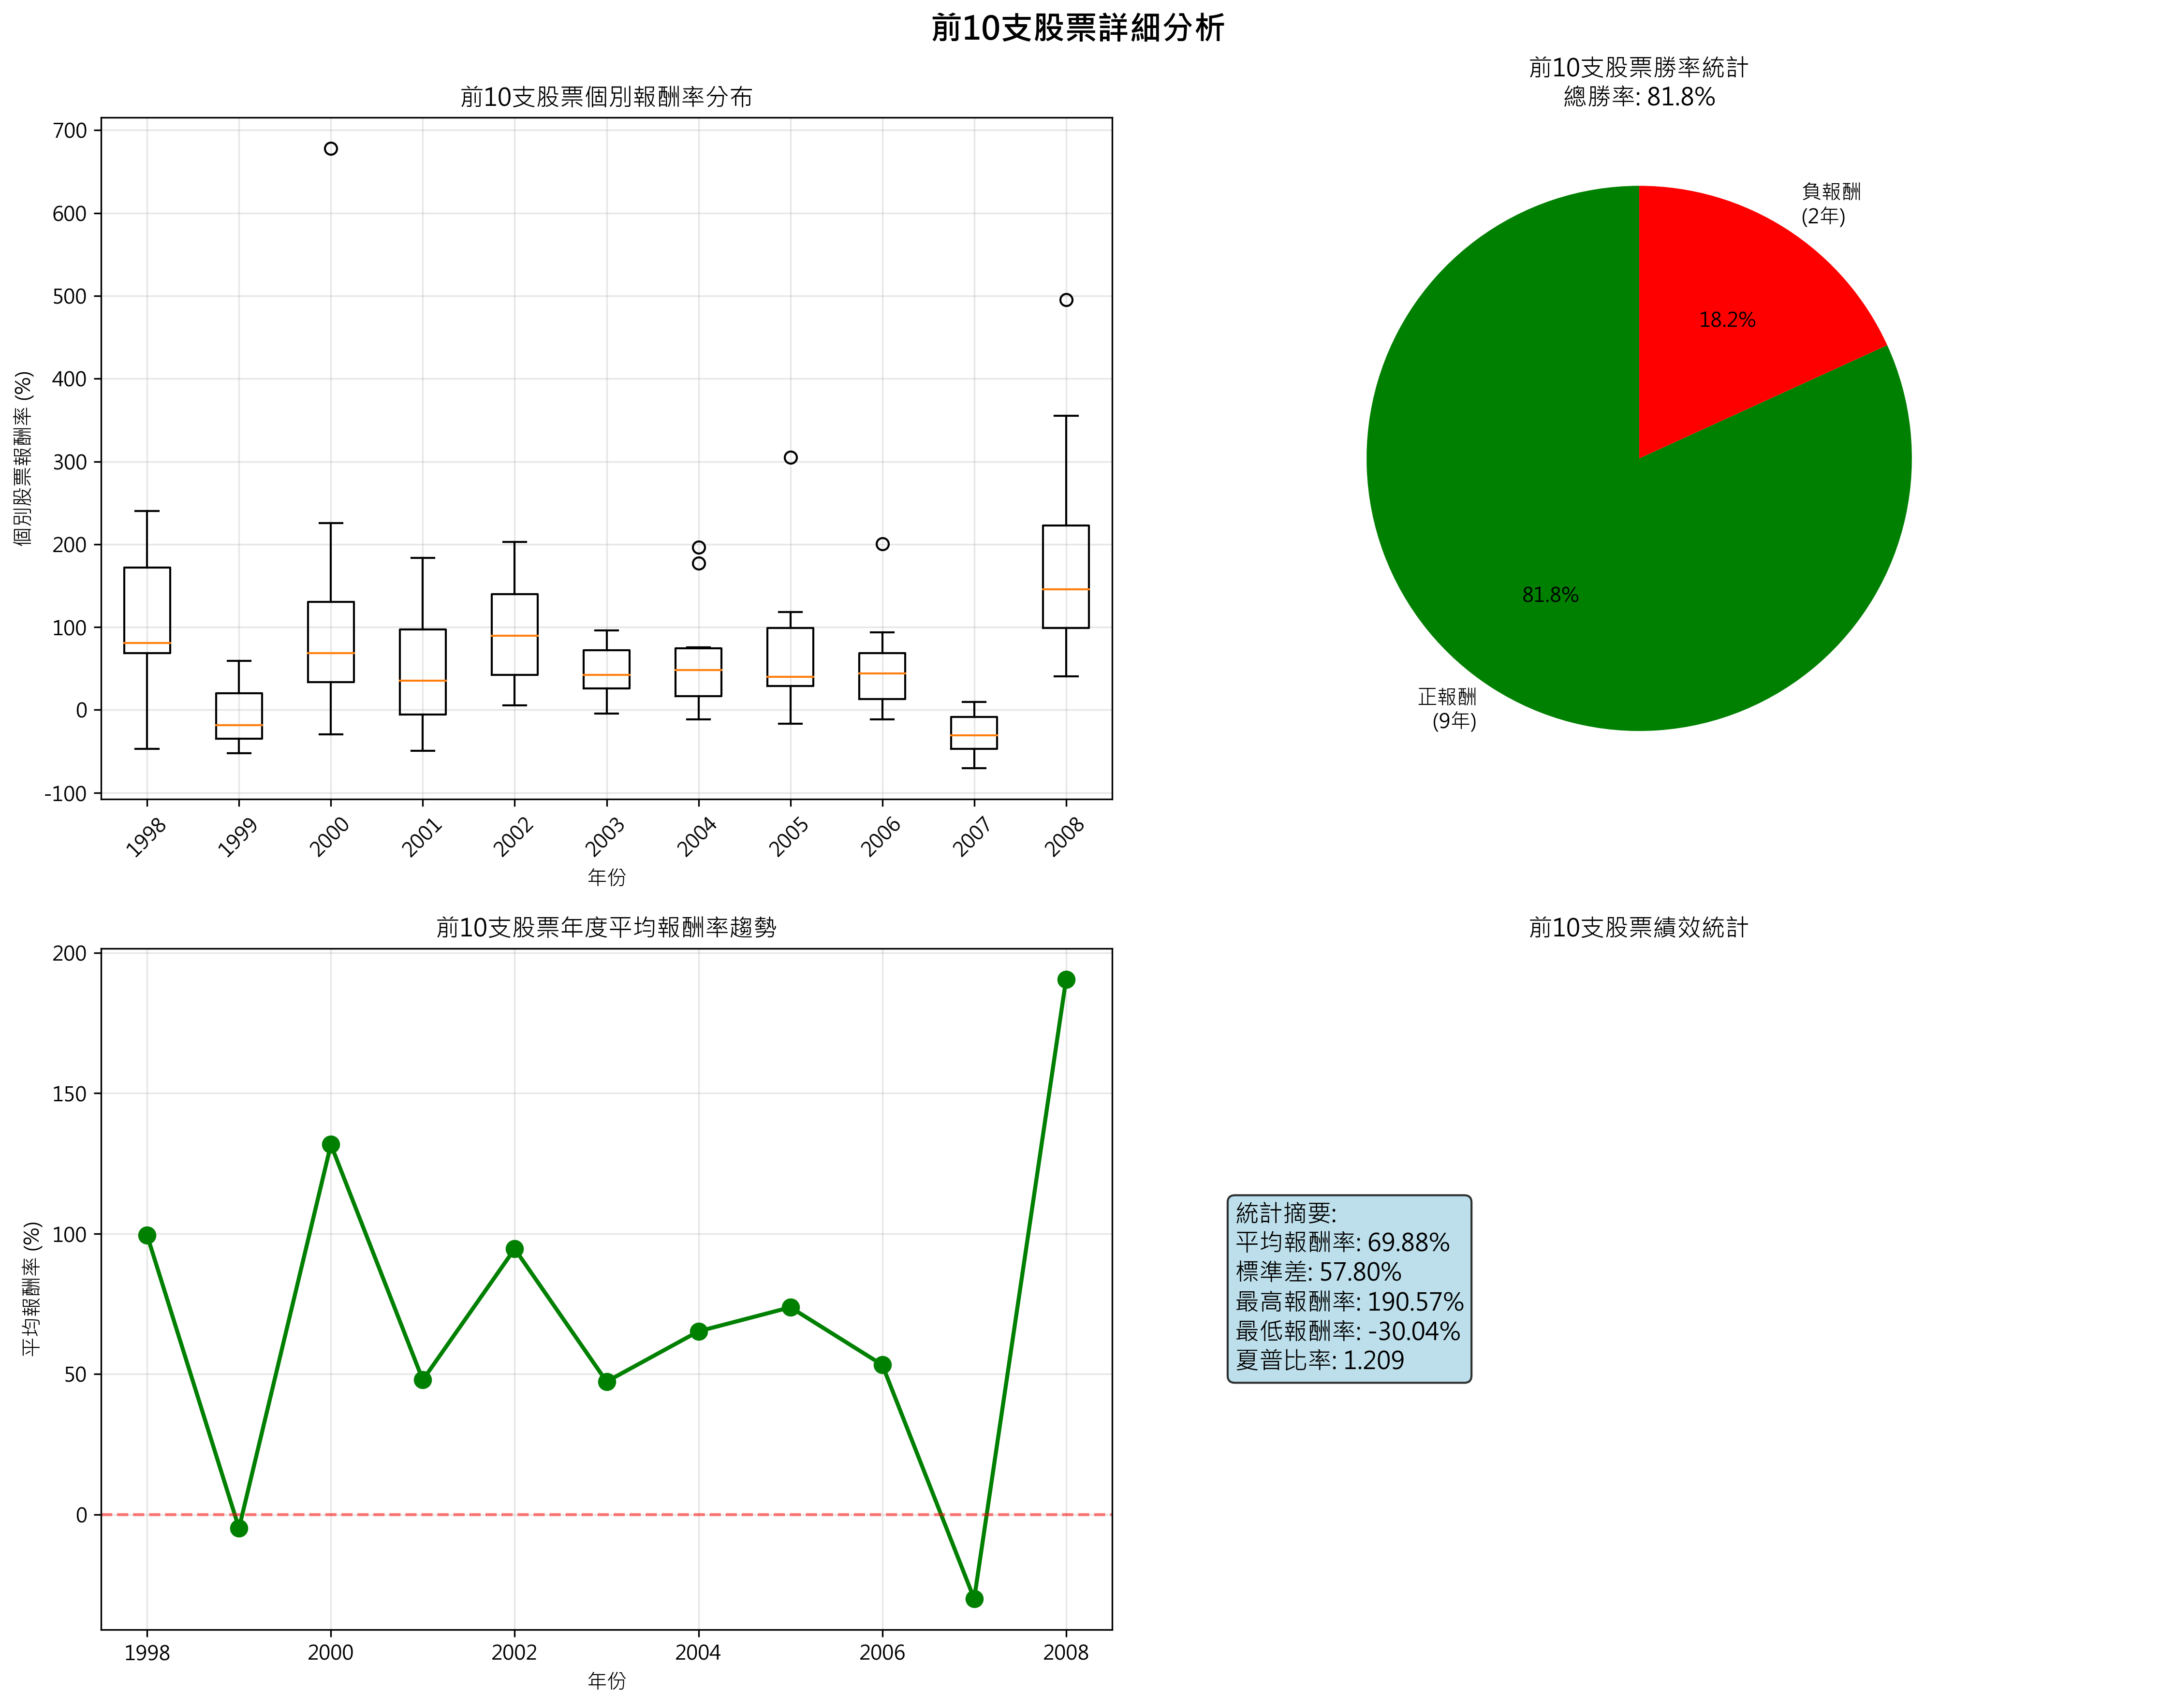 前10支股票詳細分析
前10支股票個別報酬率分布
個別股票報酬率 (%)
700
600
500
400
300
200
100
0
-100
1998
1999
2000
2001
2002
2003
2004
2005
2006
2007
2008
年份
前10支股票勝率統計
總勝率: 81.8%
負報酬
(2年)
18.2%
81.8%
正報酬
(9年)
前10支股票年度平均報酬率趨勢
平均報酬率 (%)
200
150
100
50
0
1998
2000
2002
2004
2006
2008
年份
前10支股票績效統計
統計摘要:
平均報酬率: 69.88%
標準差: 57.80%
最高報酬率: 190.57%
最低報酬率: -30.04%
夏普比率: 1.209